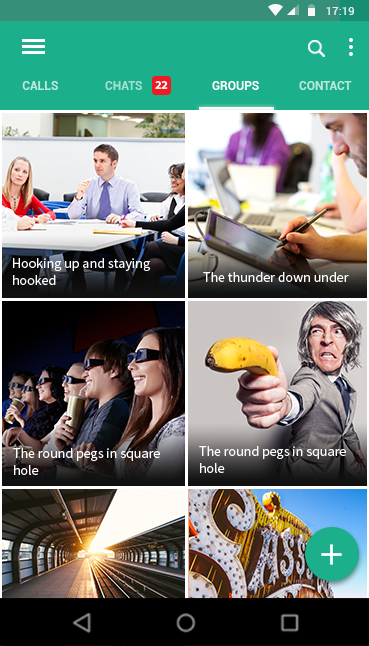 17:19
CALLS
CHATS
22
GROUPS
CONTACT
Hooking up and staying
hooked
The thunder down under
The round pegs in square
hole
The round pegs in square
hole